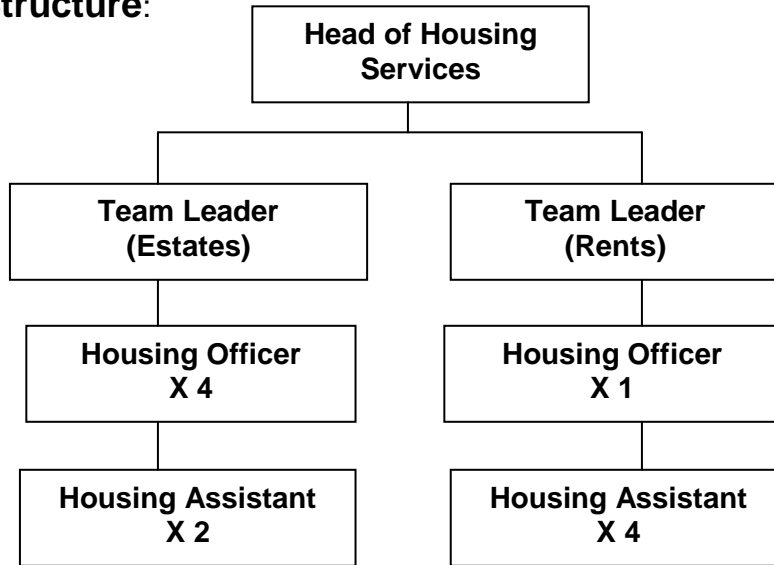 tructure:
Head of Housing
Services
Team Leader
(Estates)
Team Leader
(Rents)
Housing Officer
X 4
Housing Officer
X 1
Housing Assistant
X 2
Housing Assistant
X 4